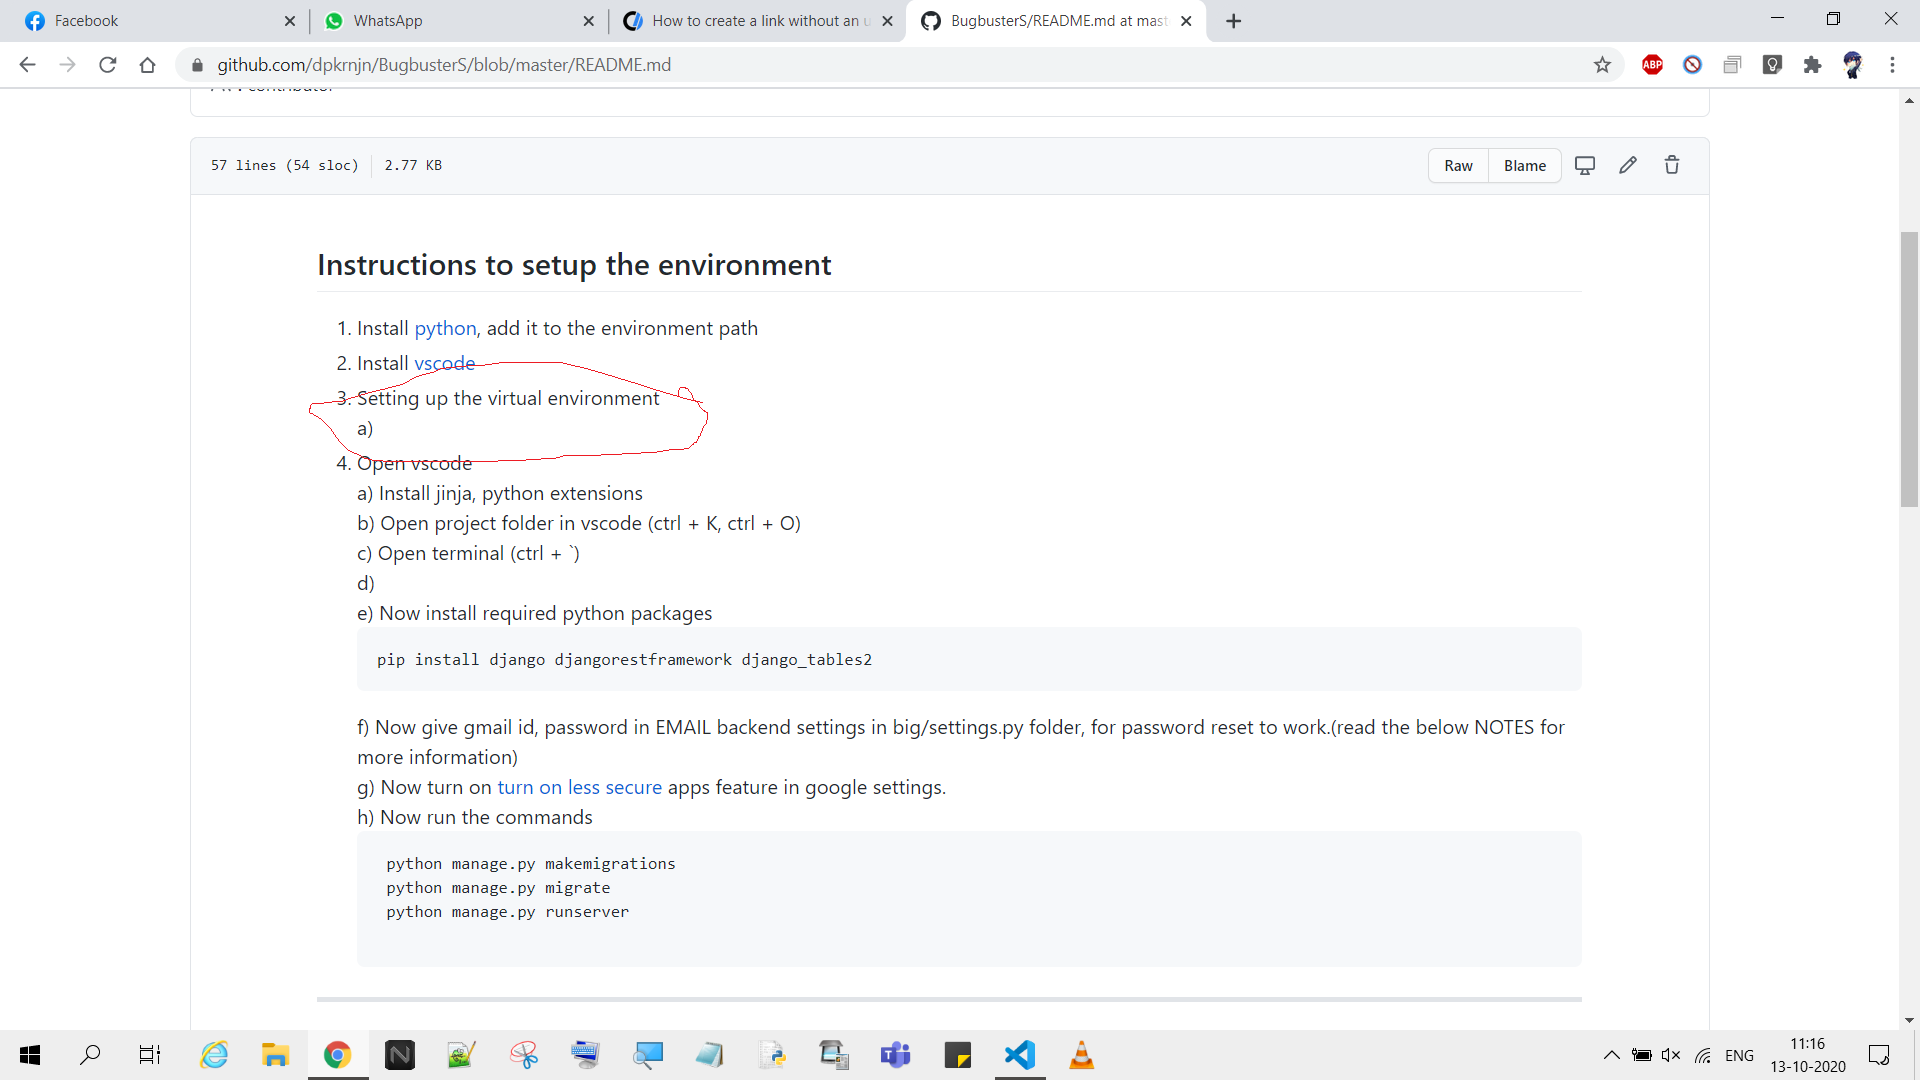 Facebook
WhatsApp
How to create a link without an u
BugbusterS/README.md at mast
github.com/dpkrnjn/BugbusterS/blob/master/README.md
ABP
57 lines (54 sloc) 2.77 KB
Raw
Blame
Instructions to setup the environment
1. Install python, add it to the environment path
2. Install vscode
3. Setting up the virtual environment
a)
4. Open vscode
a) Install jinja, python extensions
b) Open project folder in vscode (ctrl + K, ctrl + O)
c) Open terminal (ctrl + `)
d)
e) Now install required python packages
pip install django djangorestframework django_tables2
f) Now give gmail id, password in EMAIL backend settings in big/settings.py folder, for password reset to work.(read the below NOTES for
more information)
g) Now turn on turn on less secure apps feature in google settings.
h) Now run the commands
python manage.py makemigrations
python manage.py migrate
python manage.py runserver
ENG
11:16
13-10-2020